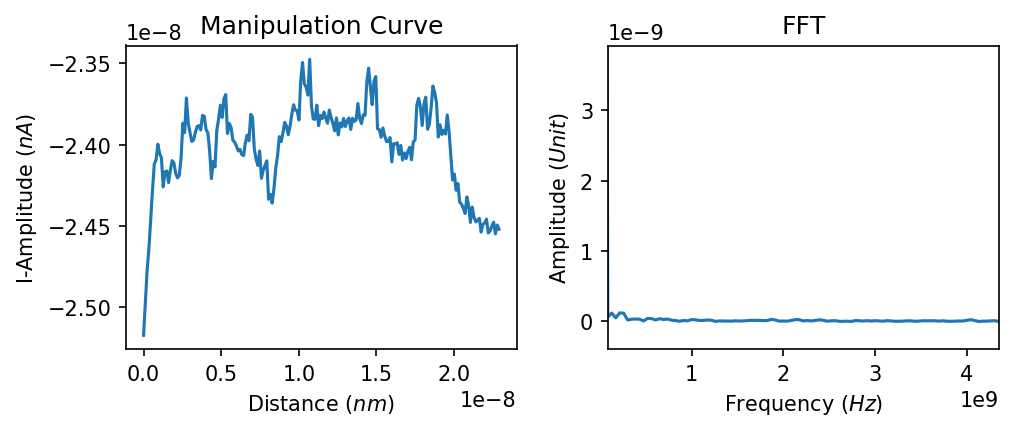 Manipulation Curve
1e−8
−2.35
−2.40
−2.45
−2.50
I-Amplitude (nA)
0.0 0.5 1.0 1.5 2.0
1e−8
Distance (nm)
FFT
1e−9
3
2
1
0
Amplitude (Unit)
1 2 3 4
1e9
Frequency (Hz)